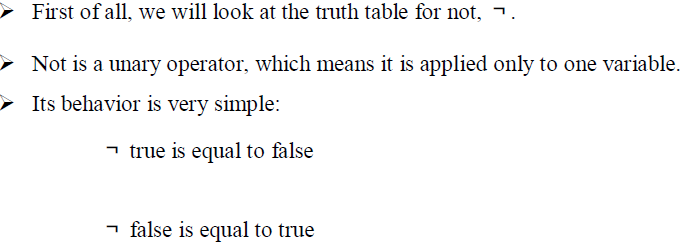 ➢ First of all, we will look at the truth table for not, ¬ .
➢ Not is a unary operator, which means it is applied only to one variable.
➢ Its behavior is very simple:
¬ true is equal to false
¬ false is equal to true